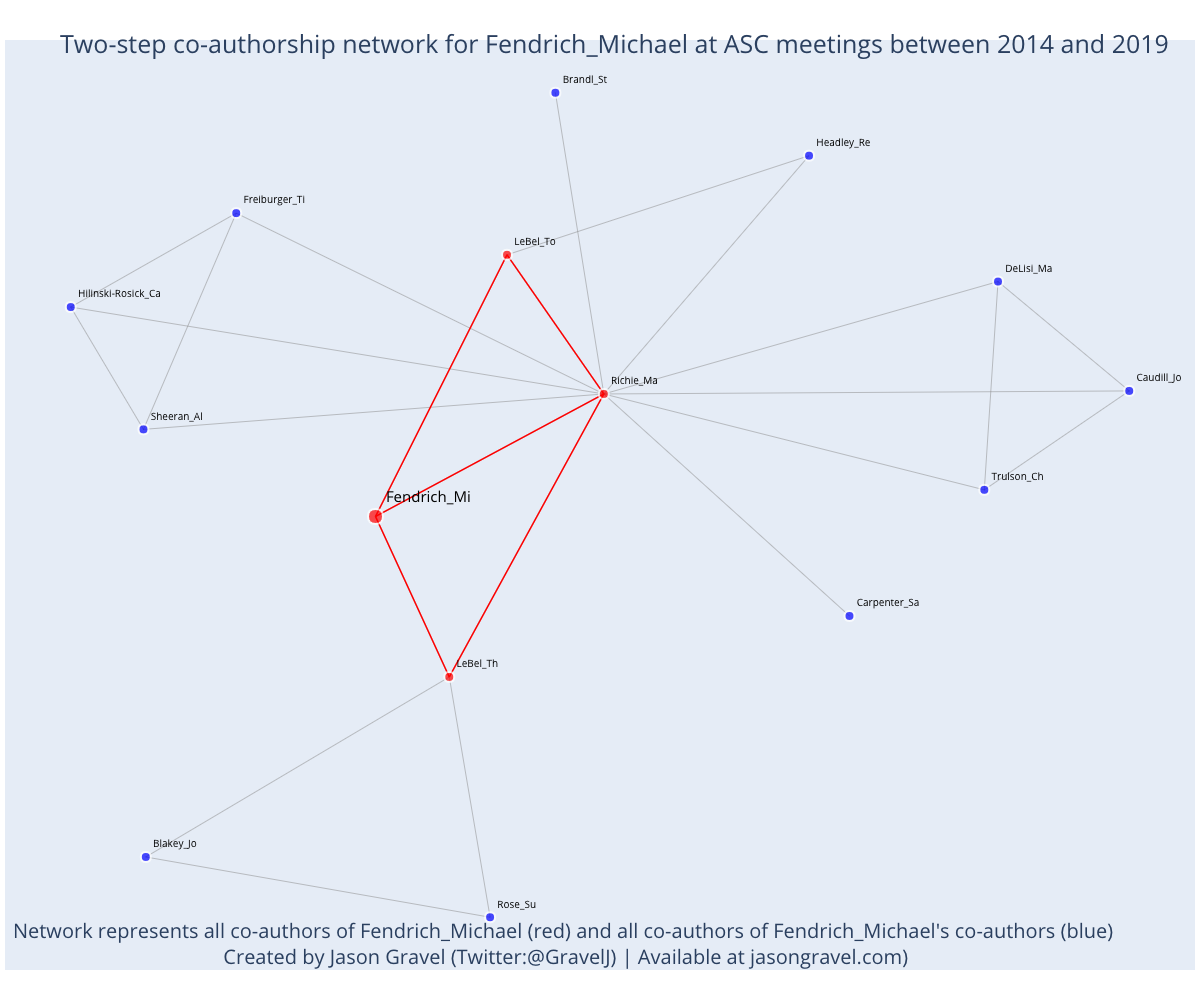 Two-step co-authorship network for Fendrich_Michael at ASC meetings between 2014 and 2019
Brandl_St
Headley_Re
Freiburger_Ti
LeBel_To
DeLisi_Ma
Hilinski-Rosick_Ca
Caudill_Jo
Richie_Ma
Sheeran_Al
Trulson_Ch
Fendrich_Mi
Carpenter_Sa
LeBel_Th
Blakey_Jo
Rose_Su
Network represents all co-authors of Fendrich_Michael (red) and all co-authors of Fendrich_Michael's co-authors (blue)
Created by Jason Gravel (Twitter:@GravelJ) | Available at jasongravel.com)